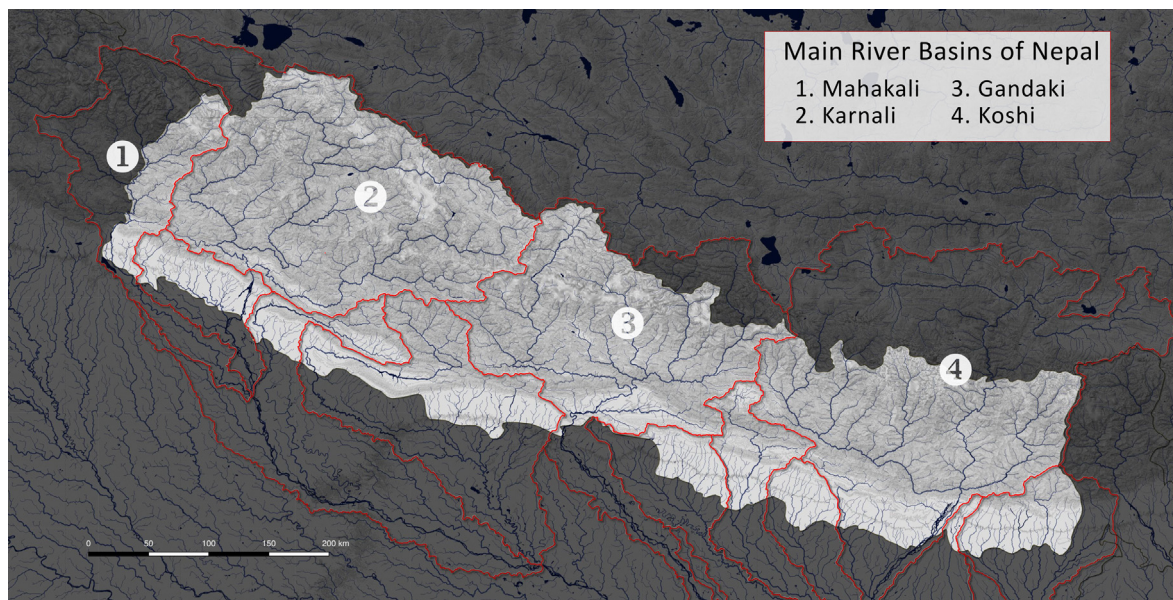 Main River Basins of Nepal
1. Mahakali 3. Gandaki
2. Karnali 4. Koshi
1
2
3
4
0 50 100 150 200 km